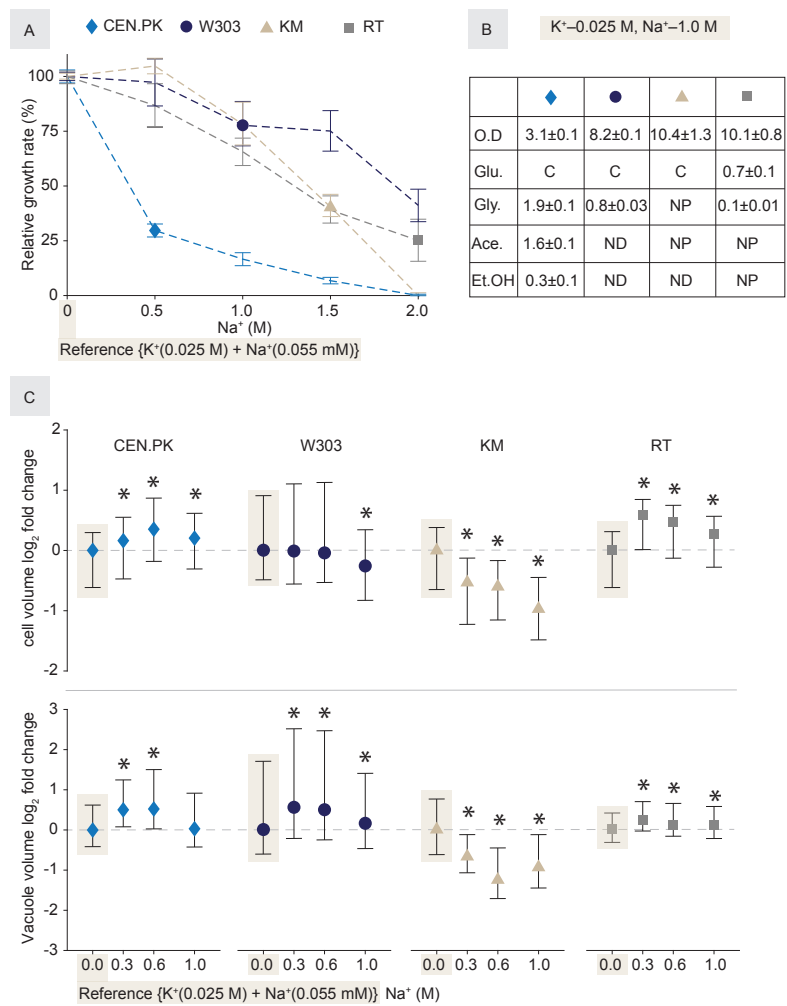 A
CEN.PK W303 KM RT
Relative growth rate (%)
100
75
50
25
0
0 0.5 1.0 1.5 2.0
Na⁺ (M)
Reference {K⁺(0.025 M) + Na⁺(0.055 mM)}
B
K⁺–0.025 M, Na⁺–1.0 M
O.D 3.1±0.1 8.2±0.1 10.4±1.3 10.1±0.8
Glu. C C C 0.7±0.1
Gly. 1.9±0.1 0.8±0.03 NP 0.1±0.01
Ace. 1.6±0.1 ND NP NP
Et.OH 0.3±0.1 ND ND NP
C
CEN.PK W303 KM RT
cell volume log₂ fold change
2
1
0
-1
-2
* * * * * * * * * *
Vacuole volume log₂ fold change
3
2
1
0
-1
-2
-3
* * * * * * * * * * *
0.0 0.3 0.6 1.0 0.0 0.3 0.6 1.0 0.0 0.3 0.6 1.0 0.0 0.3 0.6 1.0
Reference {K⁺(0.025 M) + Na⁺(0.055 mM)} Na⁺ (M)